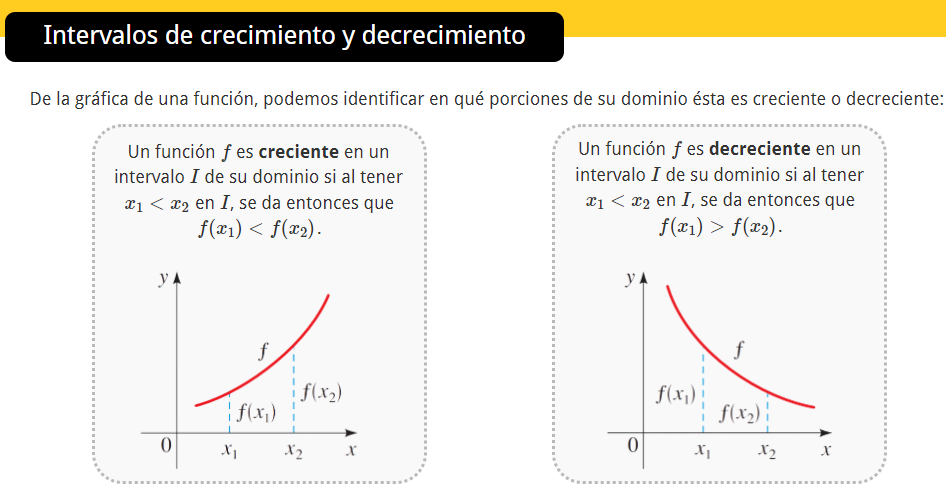 Intervalos de crecimiento y decrecimiento
De la gráfica de una función, podemos identificar en qué porciones de su dominio ésta es creciente o decreciente:
Un función f es creciente en un
intervalo I de su dominio si al tener
x₁ < x₂ en I, se da entonces que
f(x₁) < f(x₂).
y
f
f(x₂)
f(x₁)
0
x₁
x₂
x
Un función f es decreciente en un
intervalo I de su dominio si al tener
x₁ < x₂ en I, se da entonces que
f(x₁) > f(x₂).
y
f
f(x₁)
f(x₂)
0
x₁
x₂
x